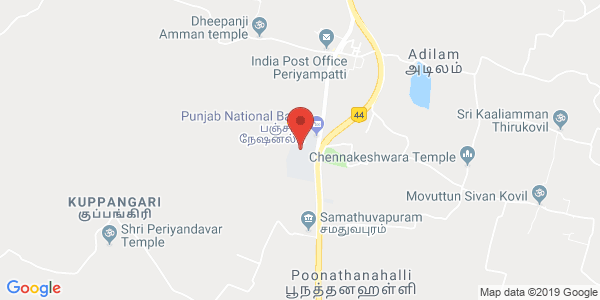 Dheepanji
Amman temple
India Post Office
Periyampatti
Adilam
அடிலம்
44
Punjab National Ba
பஞ்ச
நேஷனல்
Sri Kaaliamman
Thirukovil
Chennakeshwara Temple
Movuttun Sivan Kovil
KUPPANGARI
குப்பங்கிரி
Shri Periyandavar
Temple
Samathuvapuram
சமதுவபுரம்
Poonathanahalli
பூநத்தனஹள்ளி
Google
Map data ©2019 Google